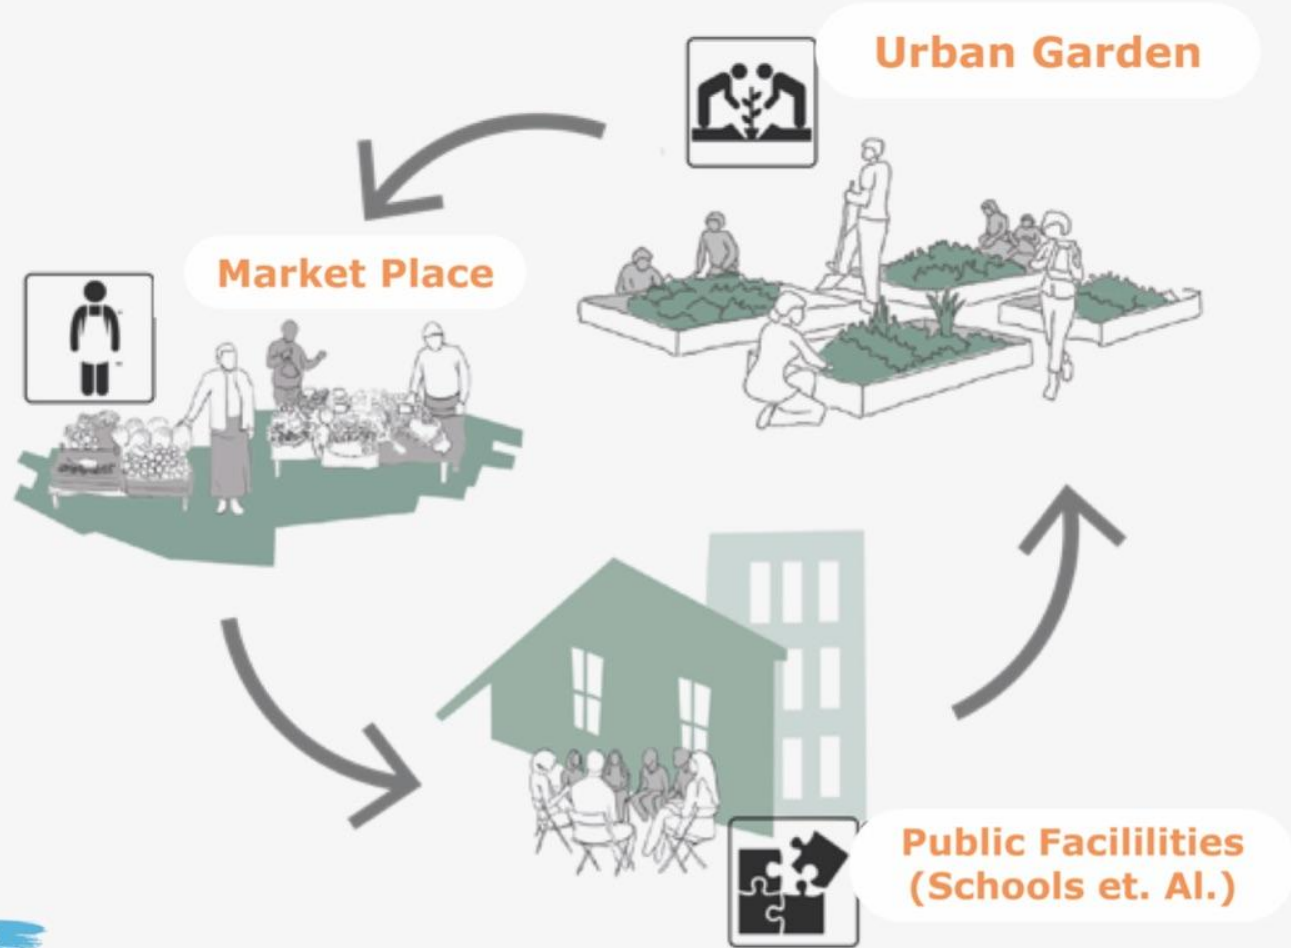 Urban Garden
Market Place
Public Facililities
(Schools et. Al.)